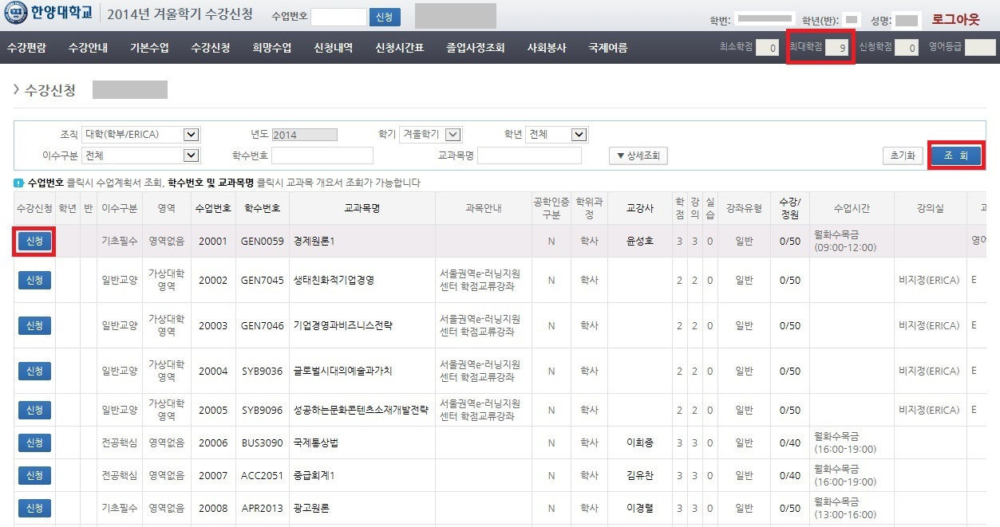 한양대학교 2014년 겨울학기 수강신청 수업번호 신청 학번: 학년(반): 성명: 로그아웃
수강편람 수강안내 기본수업 수강신청 희망수업 신청내역 신청시간표 졸업사정조회 사회봉사 국제여름 최소학점 0 최대학점 9 신청학점 0 영어등급
> 수강신청
조직 대학(학부/ERICA) 년도 2014 학기 겨울학기 학년 전체
이수구분 전체 학수번호 교과목명 ▼ 상세조회 초기화 조 회
! 수업번호 클릭시 수업계획서 조회, 학수번호 및 교과목명 클릭시 교과목 개요서 조회가 가능합니다
수강신청 학년 반 이수구분 영역 수업번호 학수번호 교과목명 과목안내 공학인증 학위과 교강사 학 강 실 강좌유형 수강/ 수업시간 강의실
구분 정 점 의 습 정원
신청 기초필수 영역없음 20001 GEN0059 경제원론1 N 학사 윤성호 3 3 0 일반 0/50 월화수목금 영어
(09:00-12:00)
신청 일반교양 가상대학 20002 GEN7045 생태친화적기업경영 서울권역e-러닝지원 N 학사 2 2 0 일반 0/50 비지정(ERICA) E
영역 센터 학점교류강좌
신청 일반교양 가상대학 20003 GEN7046 기업경영과비즈니스전략 서울권역e-러닝지원 N 학사 2 2 0 일반 0/50 비지정(ERICA) E
영역 센터 학점교류강좌
신청 일반교양 가상대학 20004 SYB9036 글로벌시대의예술과가치 서울권역e-러닝지원 N 학사 2 2 0 일반 0/50 비지정(ERICA) E
영역 센터 학점교류강좌
신청 일반교양 가상대학 20005 SYB9096 성공하는문화콘텐츠소재개발전략 서울권역e-러닝지원 N 학사 2 2 0 일반 0/50 비지정(ERICA) E
영역 센터 학점교류강좌
신청 전공핵심 영역없음 20006 BUS3090 국제통상법 N 학사 이희종 3 3 0 일반 0/40 월화수목금
(16:00-19:00)
신청 전공핵심 영역없음 20007 ACC2051 중급회계1 N 학사 김유찬 3 3 0 일반 0/40 월화수목금
(16:00-19:00)
신청 기초필수 영역없음 20008 APR2013 광고원론 N 학사 이경렬 3 3 0 일반 0/50 월화수목금
(13:00-16:00)